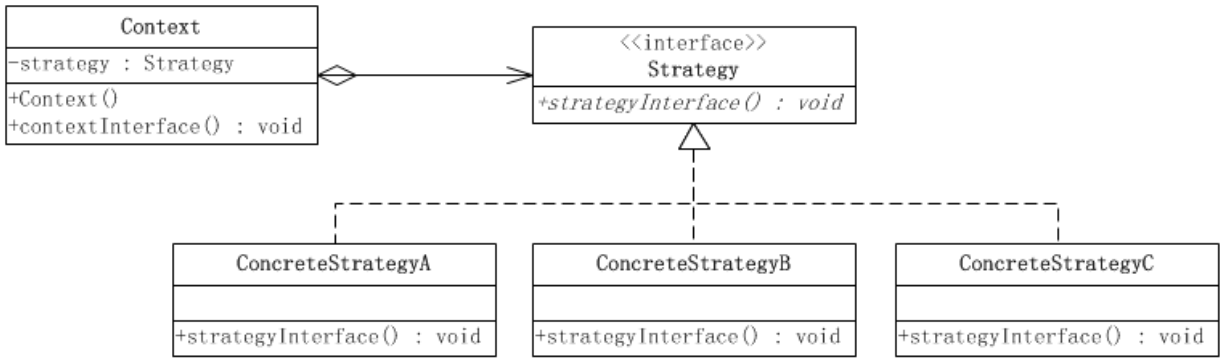 Context
-strategy : Strategy
+Context()
+contextInterface() : void
<<interface>>
Strategy
+strategyInterface() : void
ConcreteStrategyA
+strategyInterface() : void
ConcreteStrategyB
+strategyInterface() : void
ConcreteStrategyC
+strategyInterface() : void